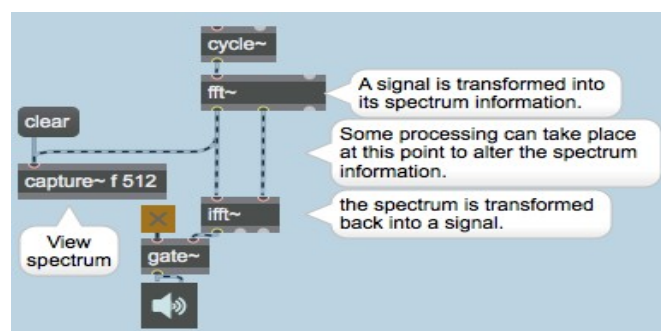 cycle~
fft~
A signal is transformed into
its spectrum information.
clear
Some processing can take place
at this point to alter the spectrum
information.
capture~ f 512
ifft~
the spectrum is transformed
back into a signal.
View
spectrum
gate~